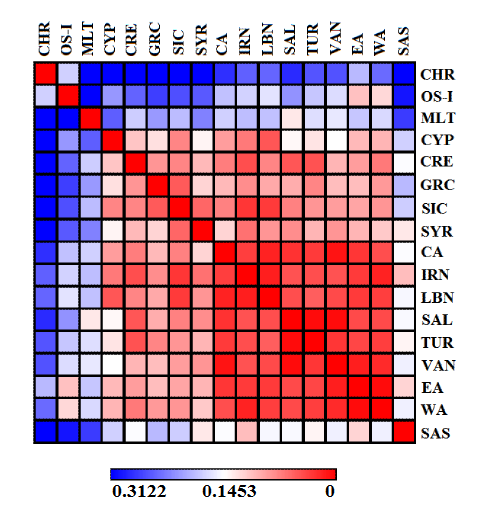 CHR OS-I MLT CYP CRE GRC SIC SYR CA IRN LBN SAL TUR VAN EA WA SAS
CHR
OS-I
MLT
CYP
CRE
GRC
SIC
SYR
CA
IRN
LBN
SAL
TUR
VAN
EA
WA
SAS
0.3122 0.1453 0